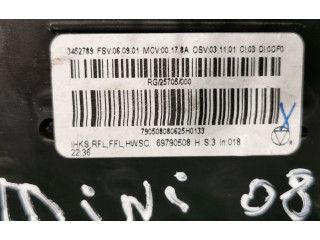 3452789 FSV:06.09.01 MCV:00.17.8A OSV:03.11.01 CI:03 DI:0DF0
RG/25705/000
790508080625H0133
IHKS,RFL,FFL,HWSC 69790508 H S:3 In 018
22:36
X
MINI 08